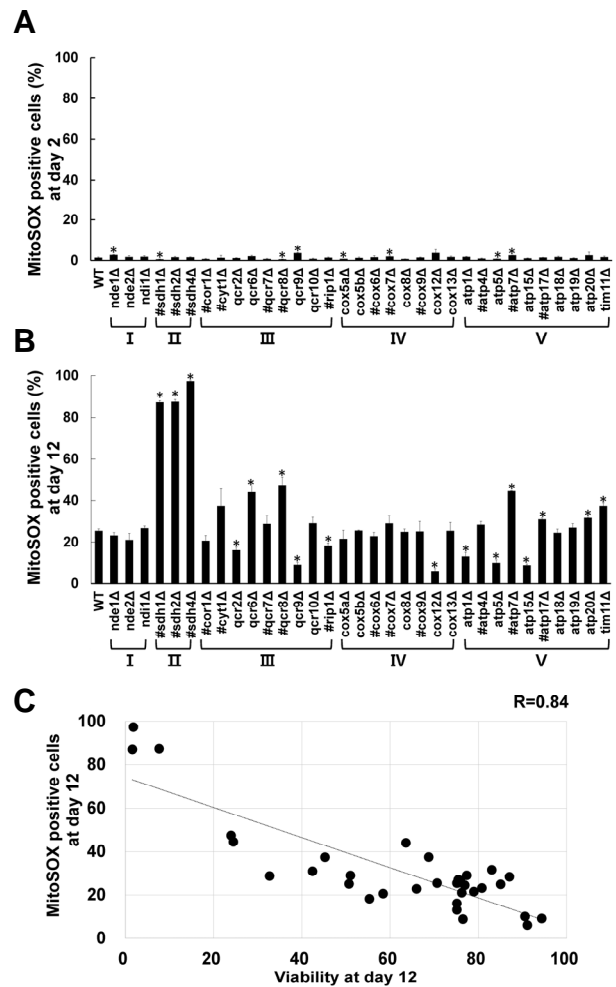 A
MitoSOX positive cells (%)
at day 2
100
80
60
40
20
0
* * * * * * * *
WT nde1Δ nde2Δ ndi1Δ #sdh1Δ #sdh2Δ #sdh4Δ #cor1Δ #cyt1Δ qcr2Δ qcr6Δ #qcr7Δ #qcr8Δ qcr9Δ qcr10Δ #rip1Δ cox5aΔ cox5bΔ #cox6Δ #cox7Δ cox8Δ #cox9Δ cox12Δ cox13Δ atp1Δ #atp4Δ atp5Δ #atp7Δ atp15Δ #atp17Δ atp18Δ atp19Δ atp20Δ tim11Δ
I II III IV V
B
MitoSOX positive cells (%)
at day 12
100
80
60
40
20
0
* * * * * * * * * * * * * * * *
WT nde1Δ nde2Δ ndi1Δ #sdh1Δ #sdh2Δ #sdh4Δ #cor1Δ #cyt1Δ qcr2Δ qcr6Δ #qcr7Δ #qcr8Δ qcr9Δ qcr10Δ #rip1Δ cox5aΔ cox5bΔ #cox6Δ #cox7Δ cox8Δ #cox9Δ cox12Δ cox13Δ atp1Δ #atp4Δ atp5Δ #atp7Δ atp15Δ #atp17Δ atp18Δ atp19Δ atp20Δ tim11Δ
I II III IV V
C
R=0.84
MitoSOX positive cells
at day 12
100
80
60
40
20
0
0 20 40 60 80 100
Viability at day 12